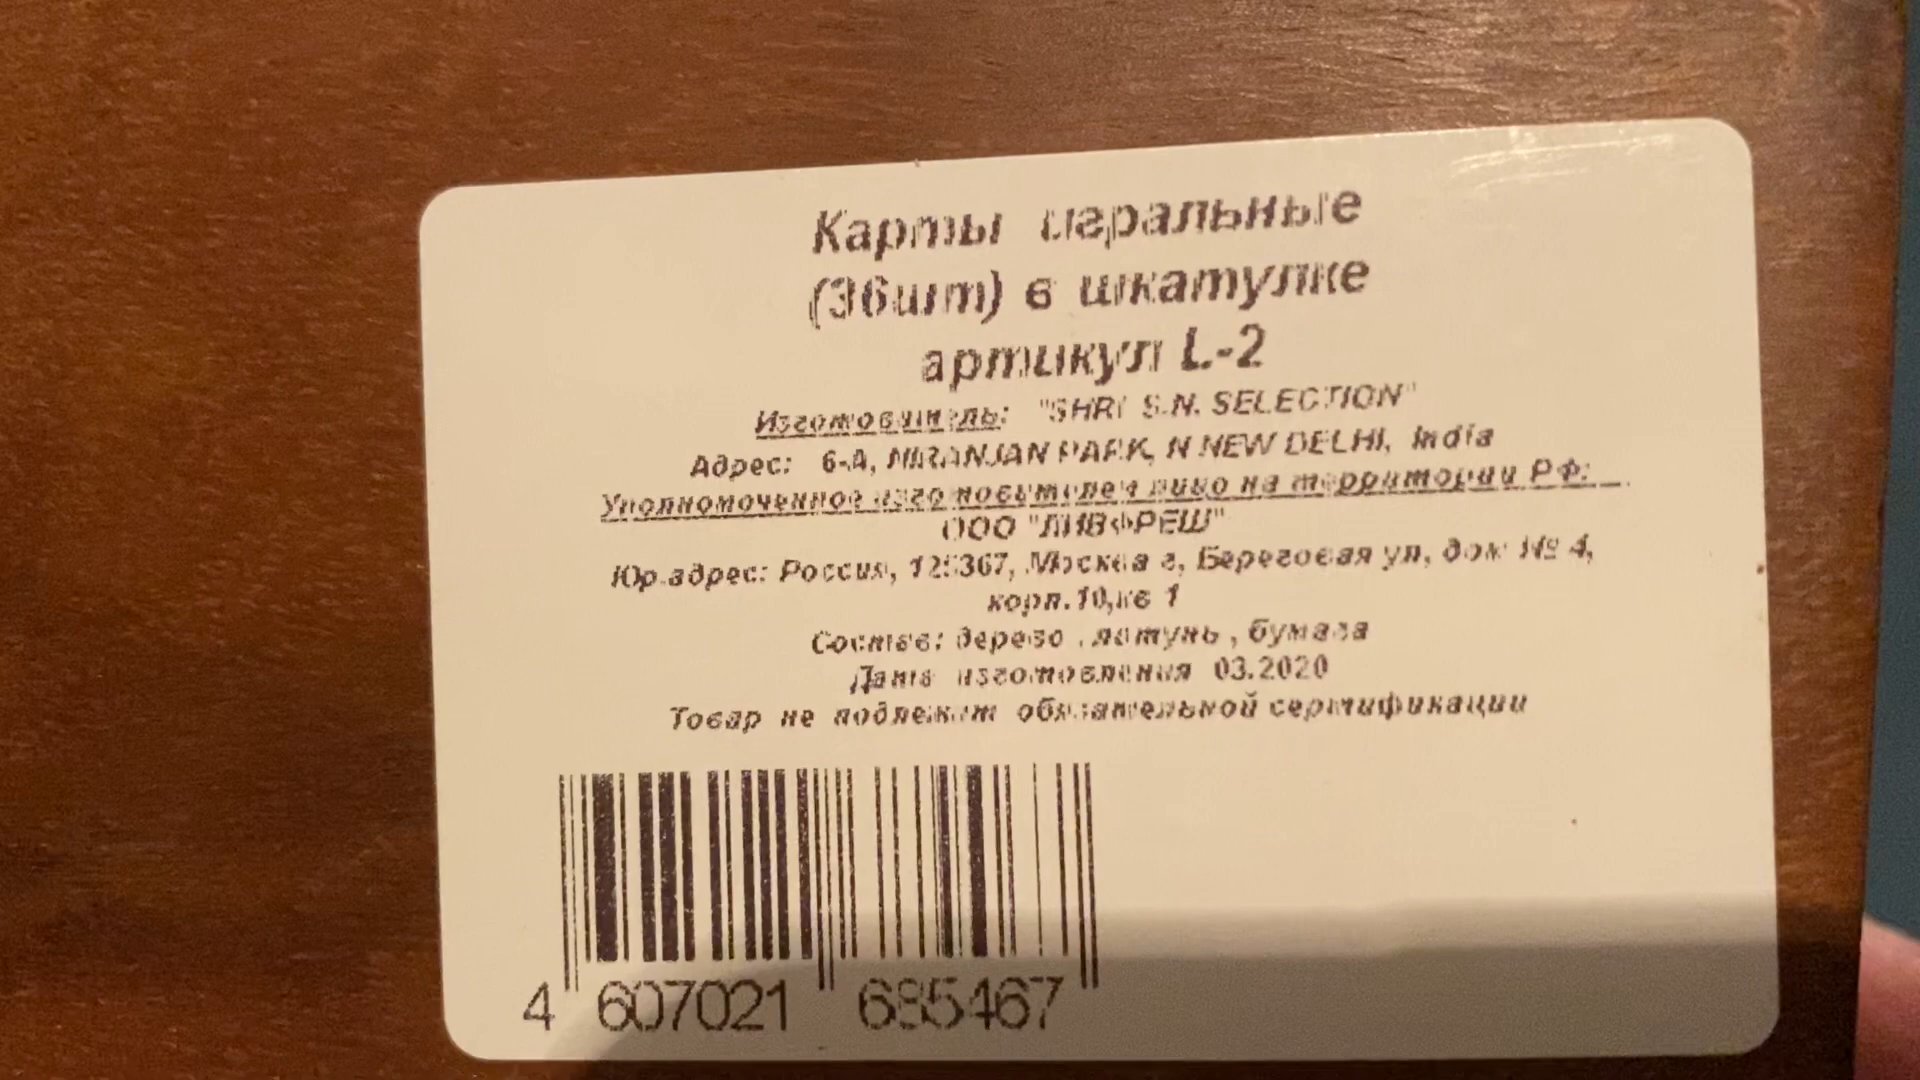 Карты игральные
(36шт) в шкатулке
артикул L-2
Изготовитель: "SHRI S.N. SELECTION"
Адрес: 6-A, NIRANJAN PARK, N NEW DELHI, India
Уполномоченное изготовителем лицо на территории РФ:
ООО "ЛИВФРЕШ"
Юр.адрес: Россия, 125367, Москва г, Береговая ул, дом № 4,
корп.10,кв 1
Состав: дерево , латунь , бумага
Дата изготовления 03.2020
Товар не подлежит обязательной сертификации
4 607021 685467